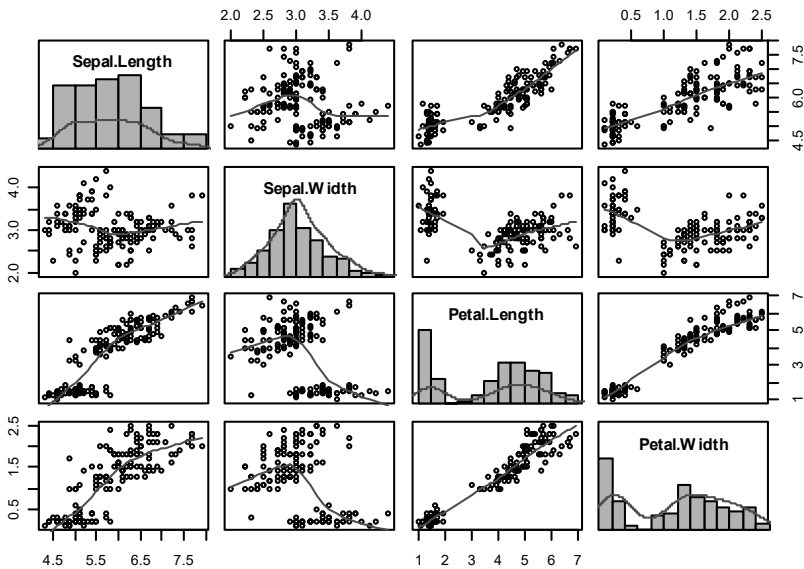 2.0 2.5 3.0 3.5 4.0
0.5 1.0 1.5 2.0 2.5
Sepal.Length
4.5 6.0 7.5
2.0 3.0 4.0
Sepal.Width
Petal.Length
1 3 5 7
0.5 1.5 2.5
Petal.Width
4.5 5.5 6.5 7.5
1 2 3 4 5 6 7